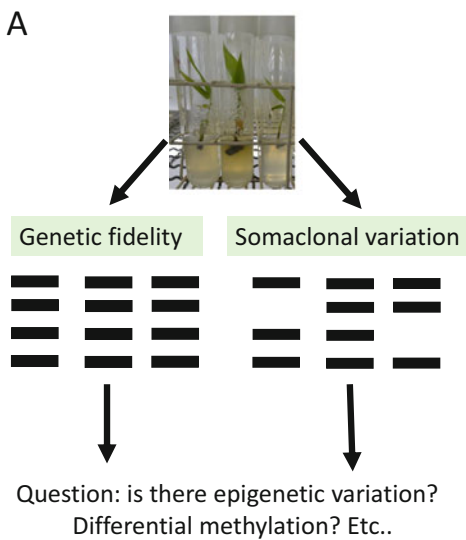 A
Genetic fidelity
Somaclonal variation
Question: is there epigenetic variation?
Differential methylation? Etc..